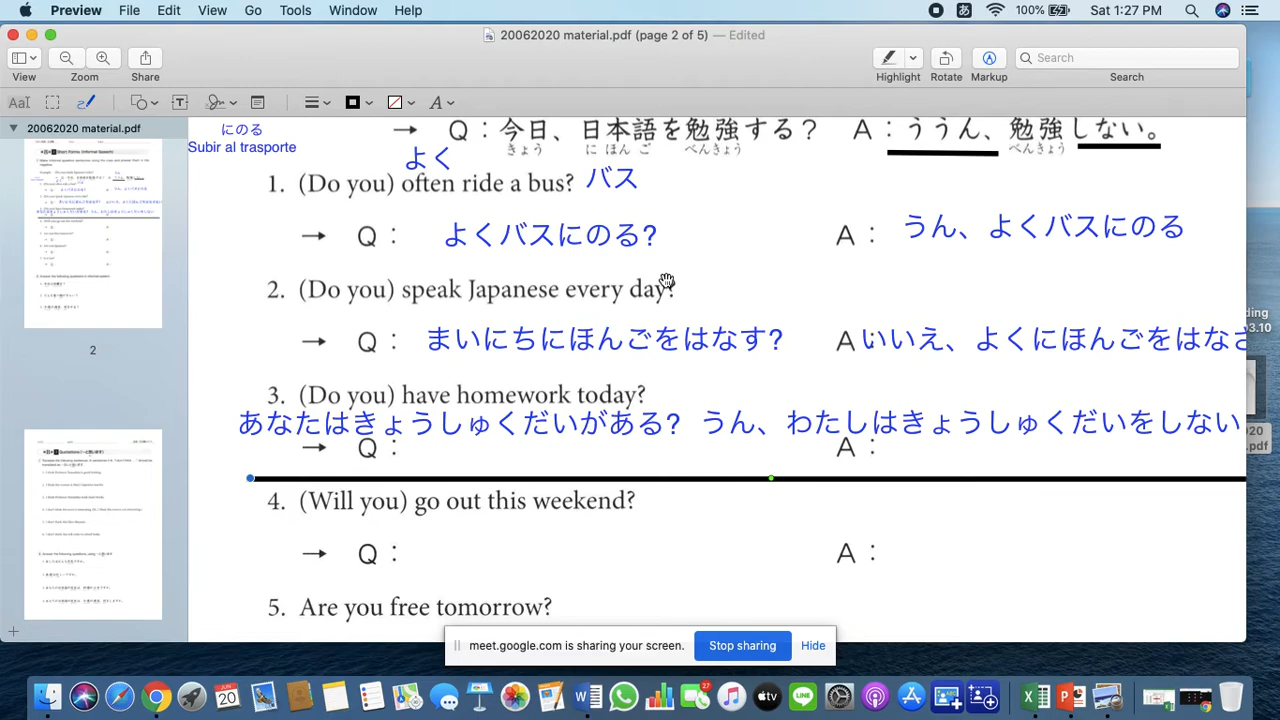 Preview File Edit View Go Tools Window Help
100% Sat 1:27 PM
20062020 material.pdf (page 2 of 5) — Edited
View Zoom Share Highlight Rotate Markup Search
Search
20062020 material.pdf
2
にのる
Subir al trasporte
→ Q：今日、日本語を勉強する？ A：ううん、勉強しない。
きょう にほんご べんきょう べんきょう
よく
1. (Do you) often ride a bus? バス
→ Q： よくバスにのる? A： うん、よくバスにのる
2. (Do you) speak Japanese every day?
→ Q： まいにちにほんごをはなす? A： いいえ、よくにほんごをはなさ
3. (Do you) have homework today?
あなたはきょうしゅくだいがある? うん、わたしはきょうしゅくだいをしない
→ Q： A：
4. (Will you) go out this weekend?
→ Q： A：
5. Are you free tomorrow?
meet.google.com is sharing your screen. Stop sharing Hide